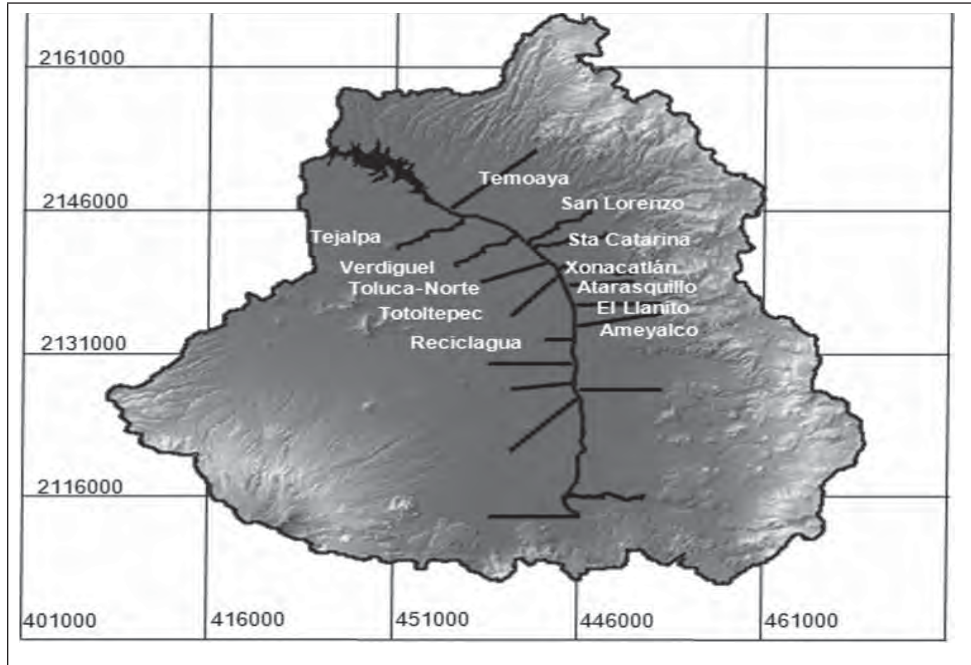 2161000
Temoaya
2146000
San Lorenzo
Tejalpa
Sta Catarina
Verdiguel
Xonacatlán
Toluca-Norte
Atarasquillo
Totoltepec
El Llanito
Ameyalco
Reciclagua
2131000
2116000
401000 416000 451000 446000 461000